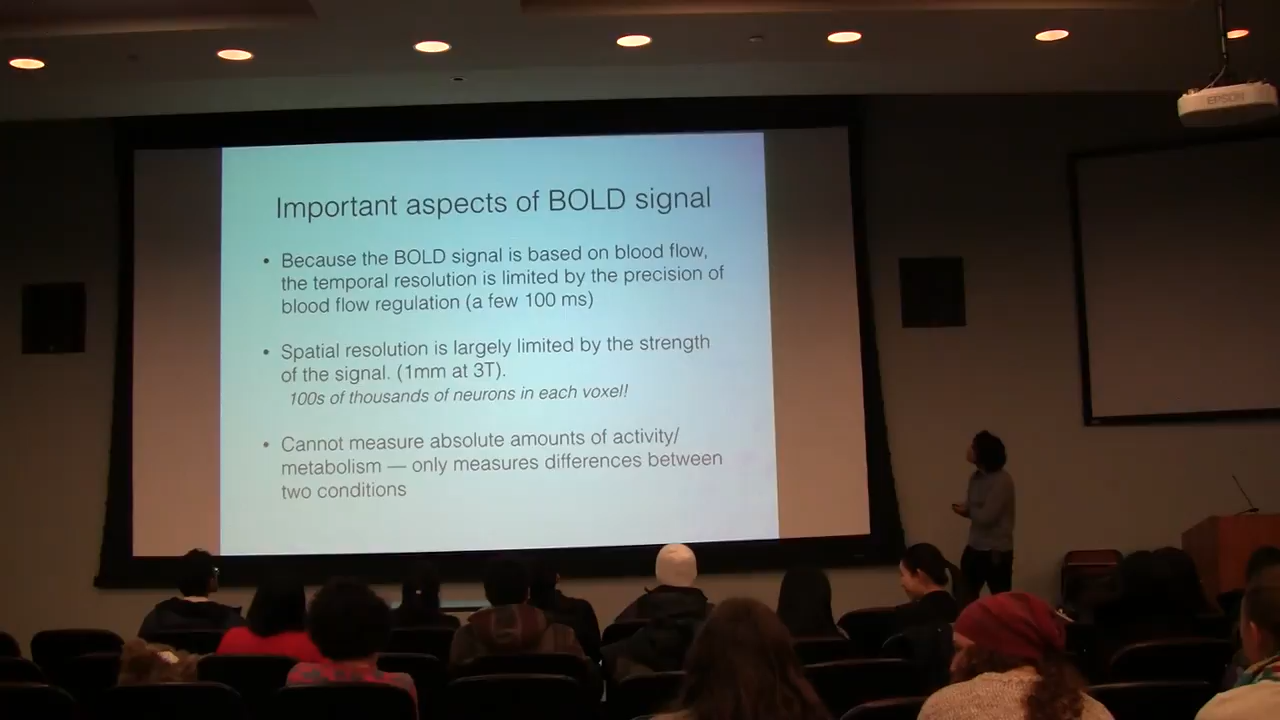 Important aspects of BOLD signal
• Because the BOLD signal is based on blood flow,
the temporal resolution is limited by the precision of
blood flow regulation (a few 100 ms)
• Spatial resolution is largely limited by the strength
of the signal. (1mm at 3T).
100s of thousands of neurons in each voxel!
• Cannot measure absolute amounts of activity/
metabolism — only measures differences between
two conditions
EPSON